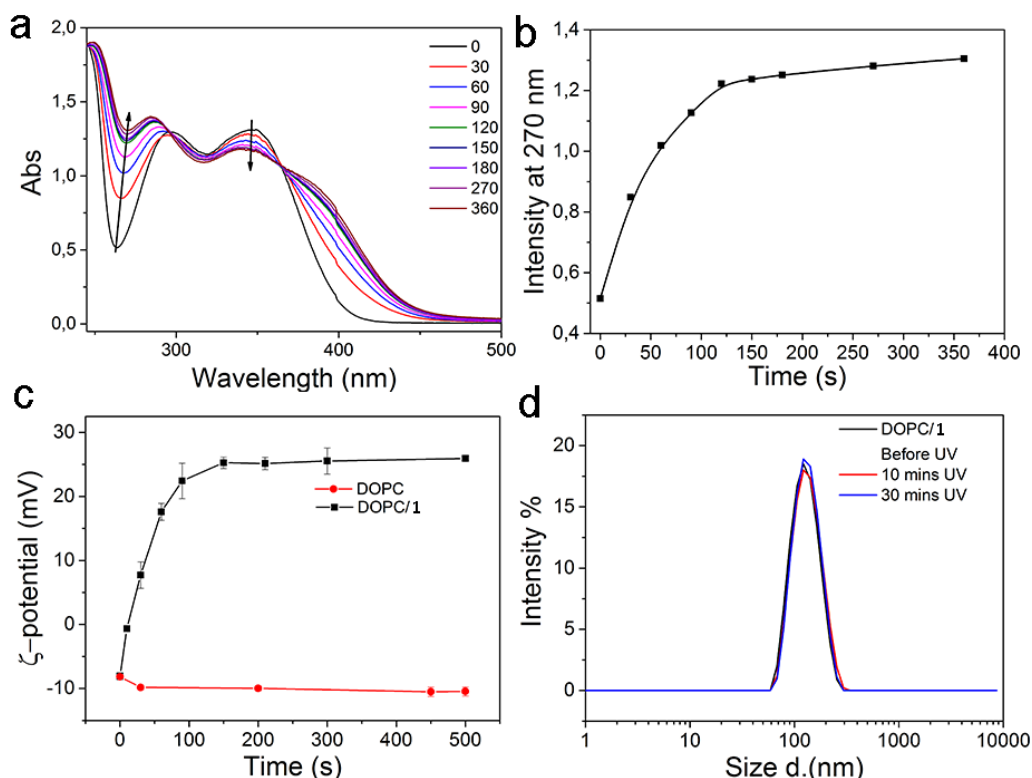 a
2,0
1,5
1,0
0,5
0,0
Abs
300
400
500
Wavelength (nm)
0
30
60
90
120
150
180
270
360
b
1,4
1,2
1,0
0,8
0,6
0,4
Intensity at 270 nm
0
50
100
150
200
250
300
350
400
Time (s)
c
30
20
10
0
-10
ζ-potential (mV)
DOPC
DOPC/1
0
100
200
300
400
500
Time (s)
d
20
15
10
5
0
Intensity %
DOPC/1
Before UV
10 mins UV
30 mins UV
1
10
100
1000
10000
Size d.(nm)